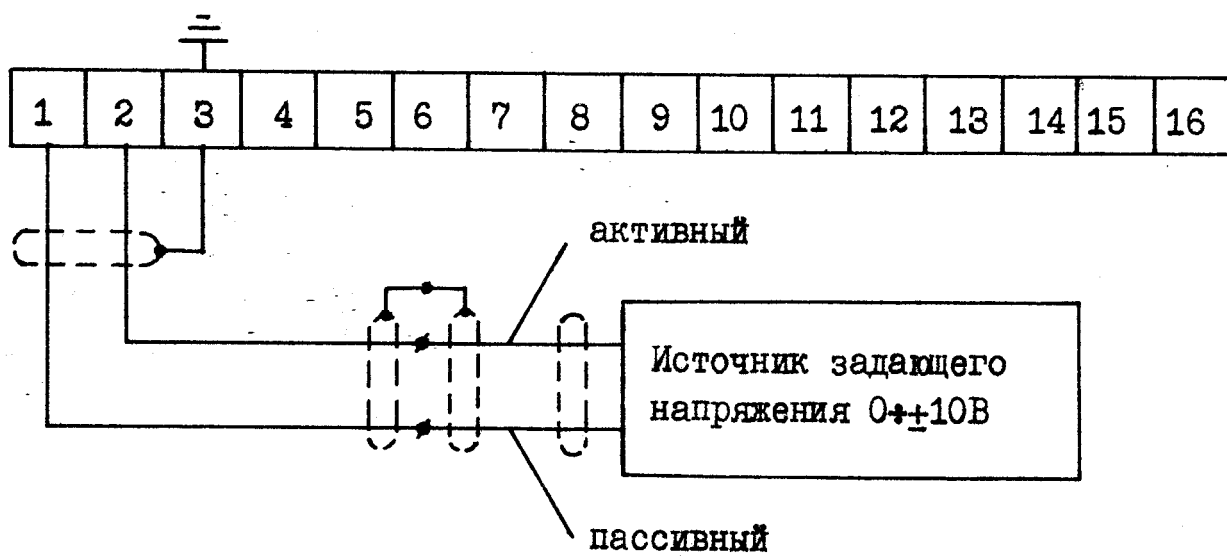 1 2 3 4 5 6 7 8 9 10 11 12 13 14 15 16
активный
Источник задающего
напряжения 0÷±10В
пассивный